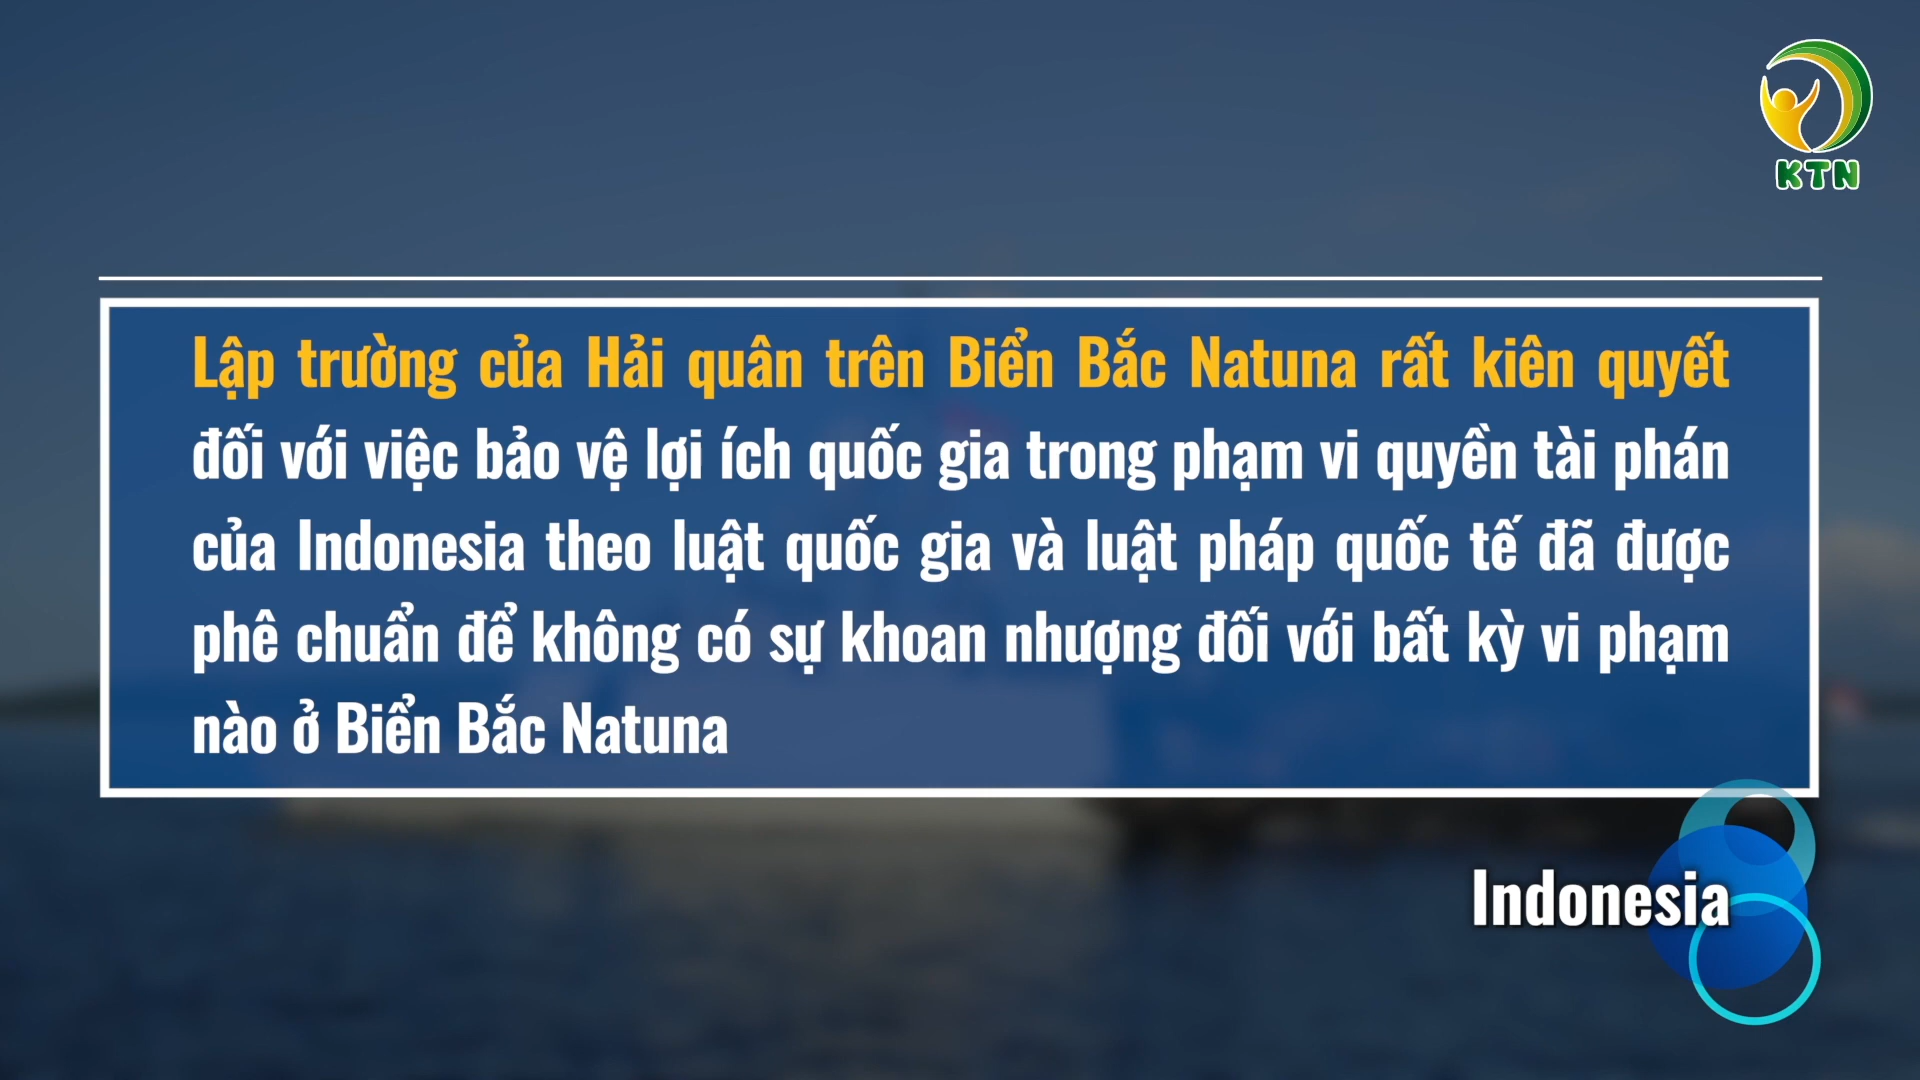 KTN
Lập trường của Hải quân trên Biển Bắc Natuna rất kiên quyết
đối với việc bảo vệ lợi ích quốc gia trong phạm vi quyền tài phán
của Indonesia theo luật quốc gia và luật pháp quốc tế đã được
phê chuẩn để không có sự khoan nhượng đối với bất kỳ vi phạm
nào ở Biển Bắc Natuna
Indonesia